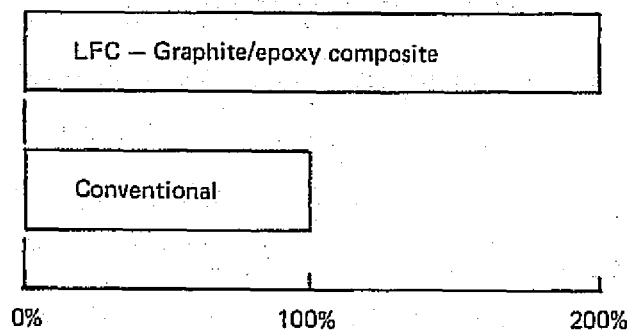 LFC — Graphite/epoxy composite
Conventional
0% 100% 200%